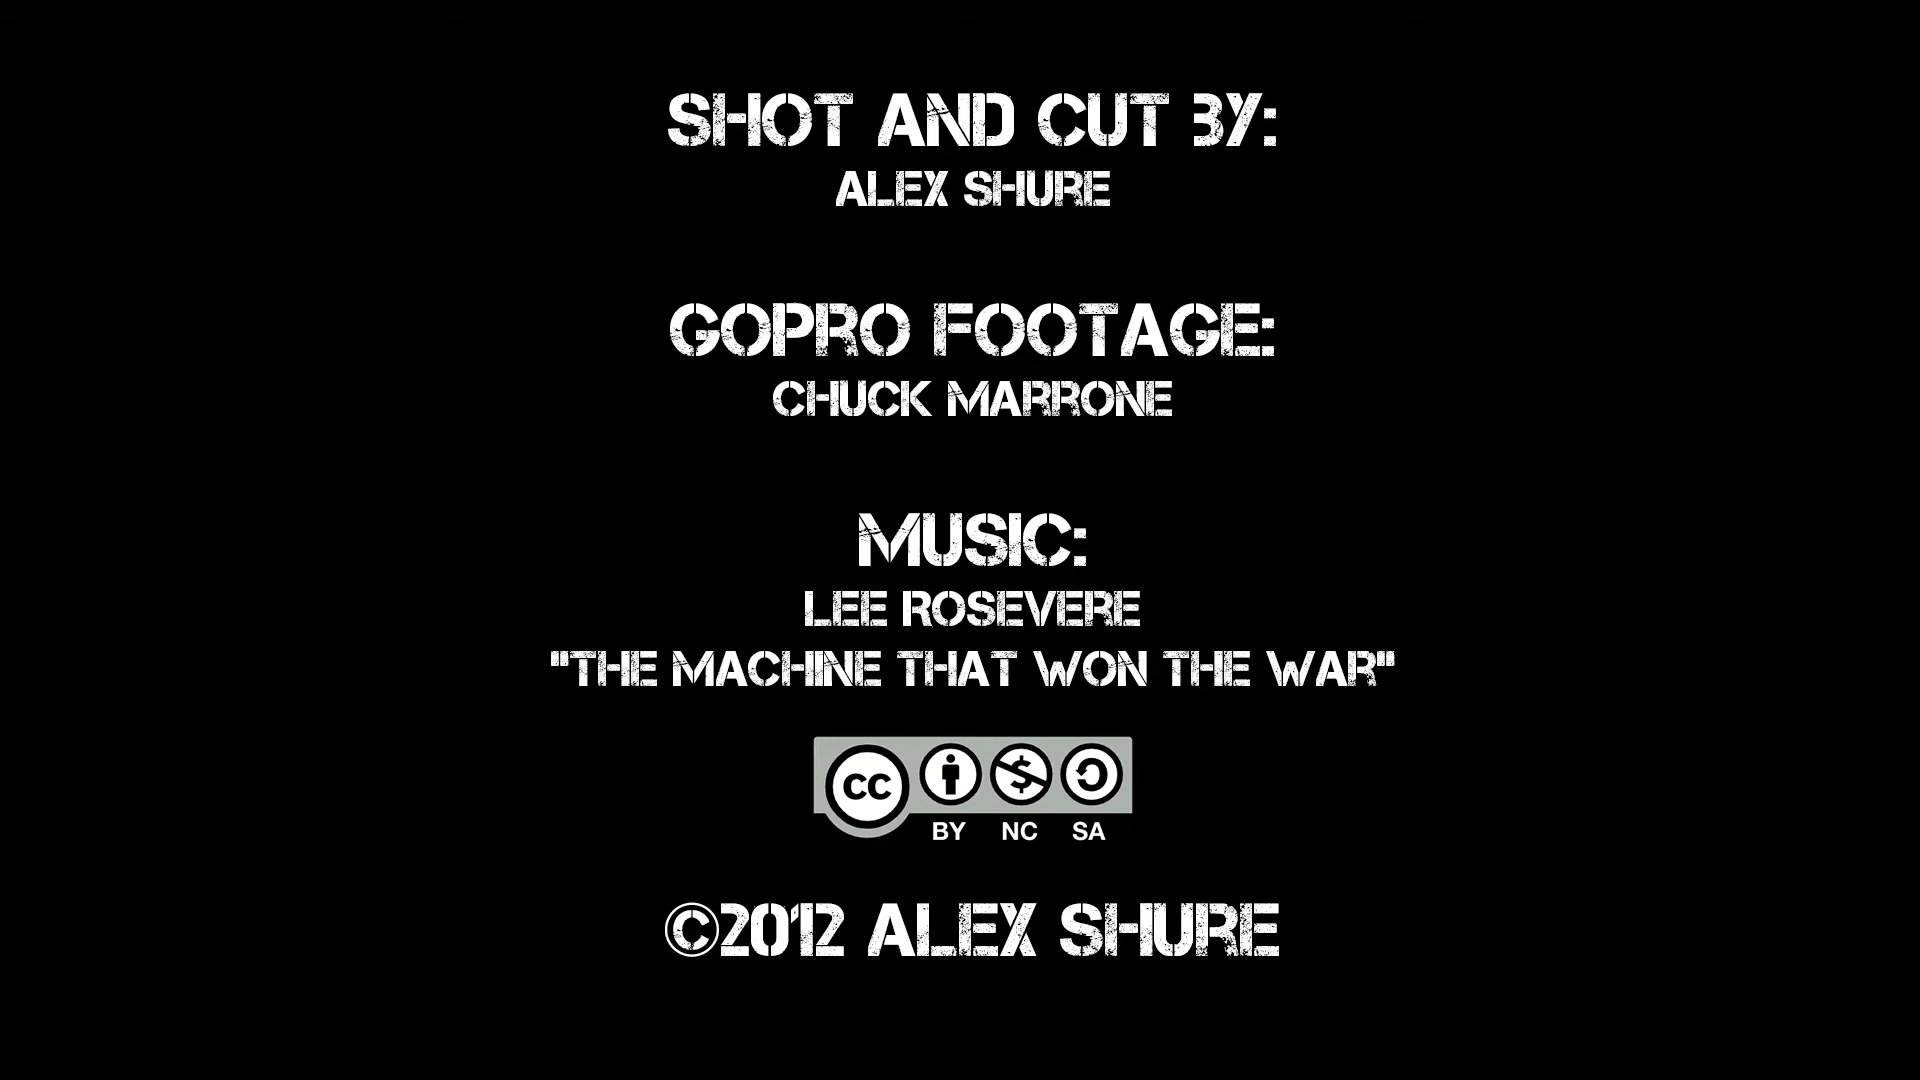 SHOT AND CUT BY:
ALEX SHURE
GOPRO FOOTAGE:
CHUCK MARRONE
MUSIC:
LEE ROSEVERE
"THE MACHINE THAT WON THE WAR"
CC
BY NC SA
©2012 ALEX SHURE